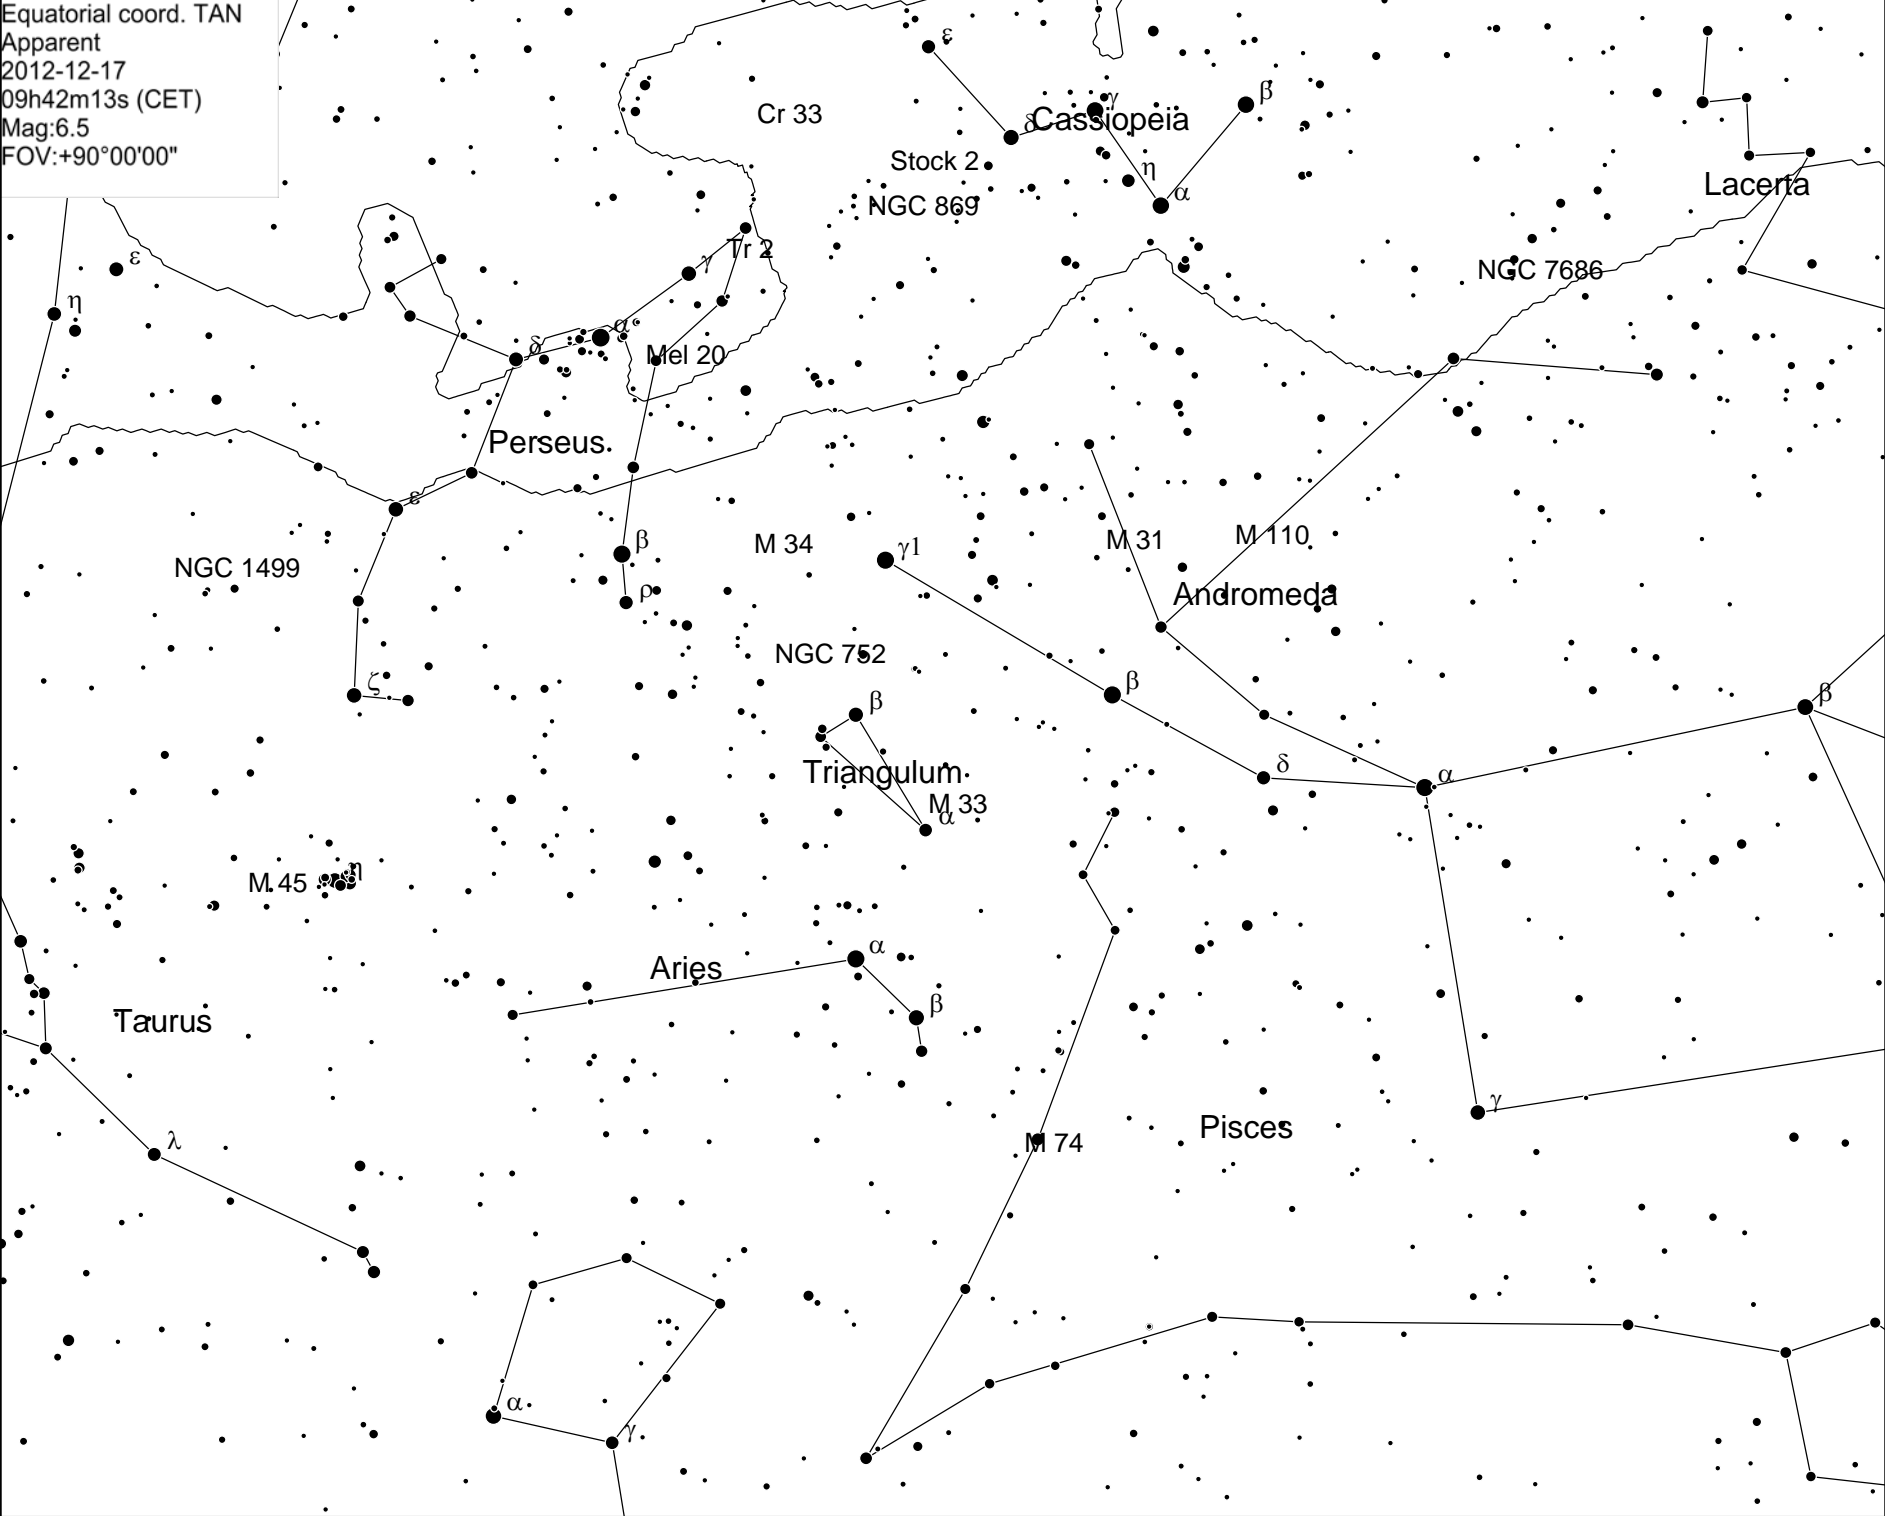 Equatorial coord. TAN
Apparent
2012-12-17
09h42m13s (CET)
Mag:6.5
FOV:+90°00'00"
ε
Cr 33
γ
β
δ
Cassiopeia
Stock 2
η
α
NGC 869
Lacerta
ε
Tr 2
γ
NGC 7686
η
α
δ
Mel 20
Perseus
ε
β
M 34
γ1
M 31
M 110
NGC 1499
ρ
Andromeda
NGC 752
ζ
β
β
β
Triangulum
δ
α
M 33
α
M 45
η
Aries
α
β
Taurus
γ
Pisces
λ
M 74
α
γ